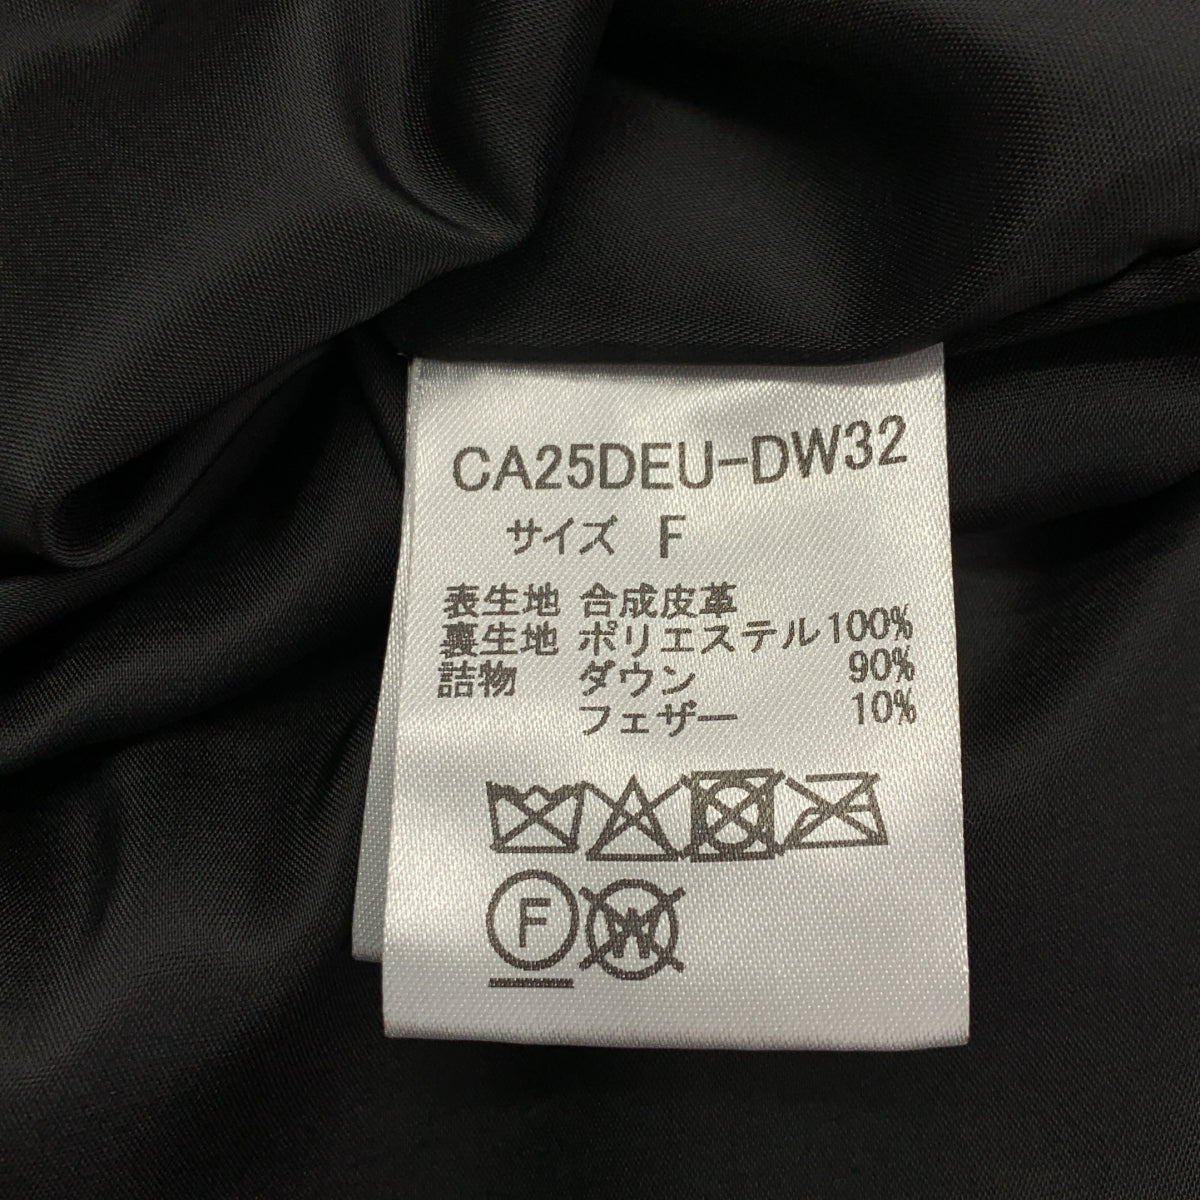 CA25DEU-DW32
サイズ F
表生地 合成皮革
裏生地 ポリエステル100%
詰物 ダウン 90%
フェザー 10%
F W